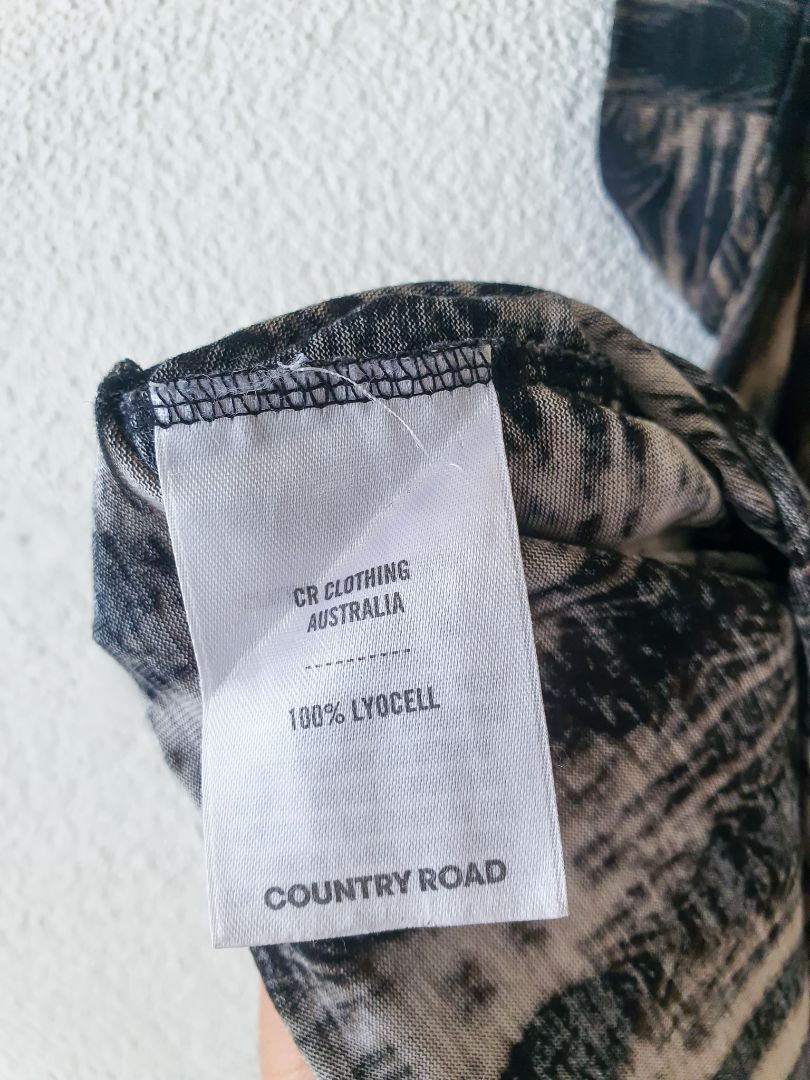 CR CLOTHING
AUSTRALIA
----------
100% LYOCELL
COUNTRY ROAD